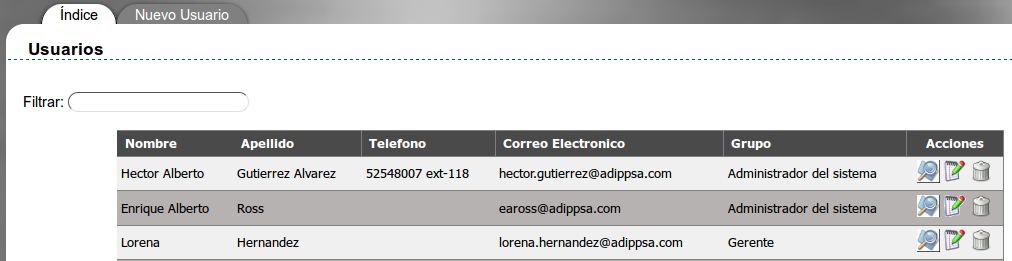 Índice Nuevo Usuario
Usuarios
Filtrar:
Nombre Apellido Telefono Correo Electronico Grupo Acciones
Hector Alberto Gutierrez Alvarez 52548007 ext-118 hector.gutierrez@adippsa.com Administrador del sistema
Enrique Alberto Ross eaross@adippsa.com Administrador del sistema
Lorena Hernandez lorena.hernandez@adippsa.com Gerente